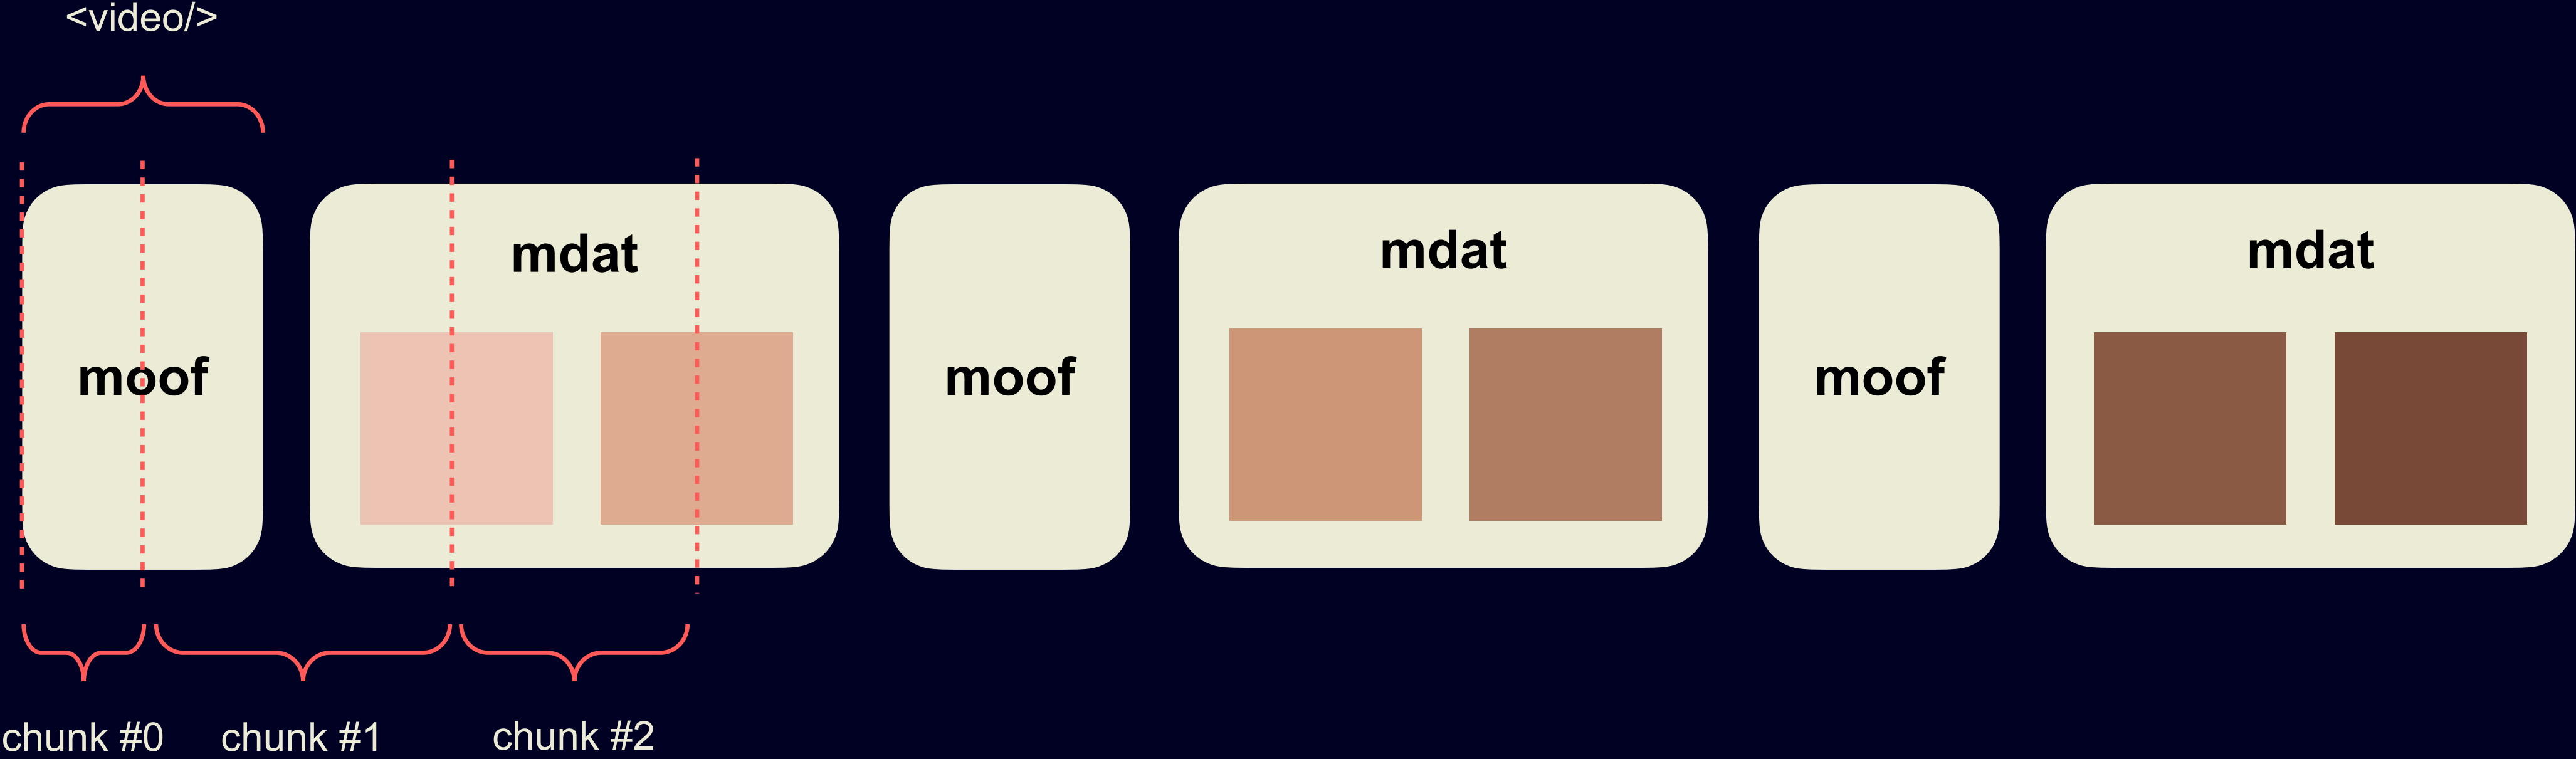 <video/>
moof
mdat
moof
mdat
moof
mdat
chunk #0
chunk #1
chunk #2